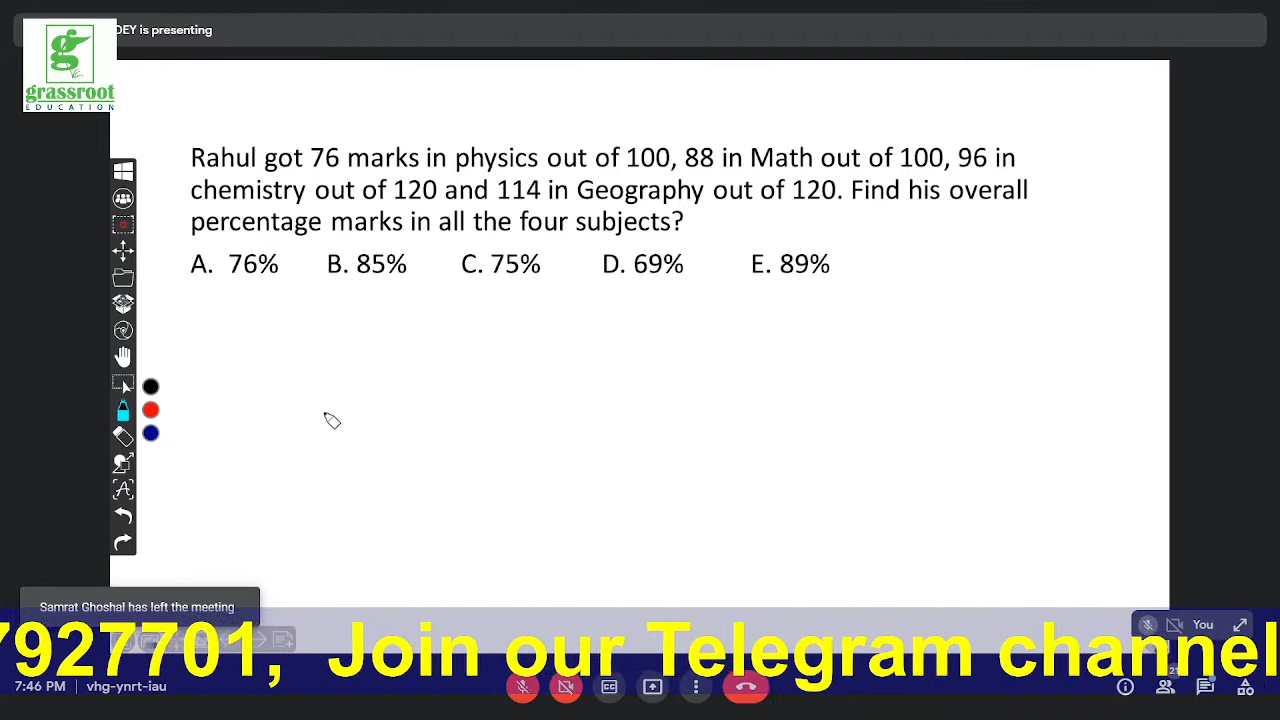 DEY is presenting
g
grassroot
EDUCATION
Rahul got 76 marks in physics out of 100, 88 in Math out of 100, 96 in
chemistry out of 120 and 114 in Geography out of 120. Find his overall
percentage marks in all the four subjects?
A. 76% B. 85% C. 75% D. 69% E. 89%
Samrat Ghoshal has left the meeting
You
7927701, Join our Telegram channel
7:46 PM vhg-ynrt-iau